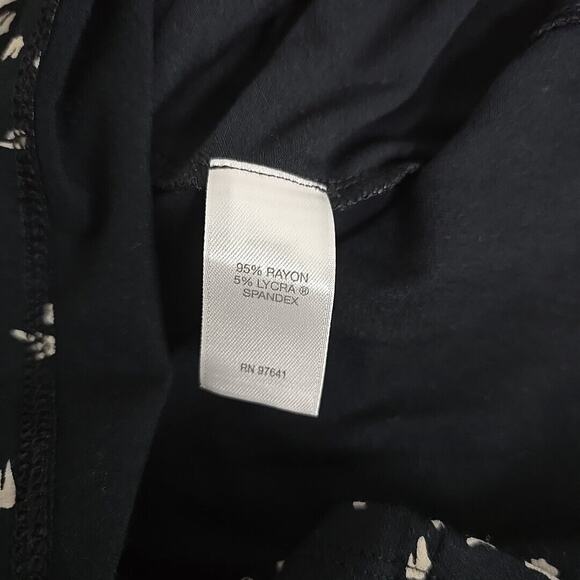 95% RAYON
5% LYCRA ®
SPANDEX
RN 97641